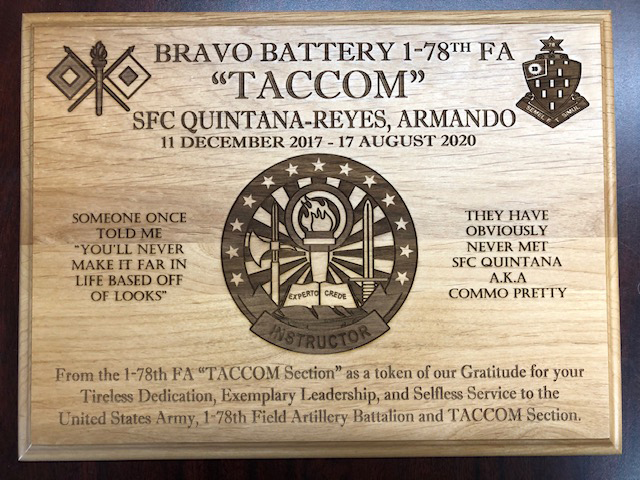 BRAVO BATTERY 1-78TH FA
"TACCOM"
SFC QUINTANA-REYES, ARMANDO
11 DECEMBER 2017 - 17 AUGUST 2020
SOMEONE ONCE
TOLD ME
"YOU'LL NEVER
MAKE IT FAR IN
LIFE BASED OFF
OF LOOKS"
EXPERTO CREDE
INSTRUCTOR
THEY HAVE
OBVIOUSLY
NEVER MET
SFC QUINTANA
A.K.A
COMMO PRETTY
From the 1-78th FA "TACCOM Section" as a token of our Gratitude for your
Tireless Dedication, Exemplary Leadership, and Selfless Service to the
United States Army, 1-78th Field Artillery Battalion and TACCOM Section.